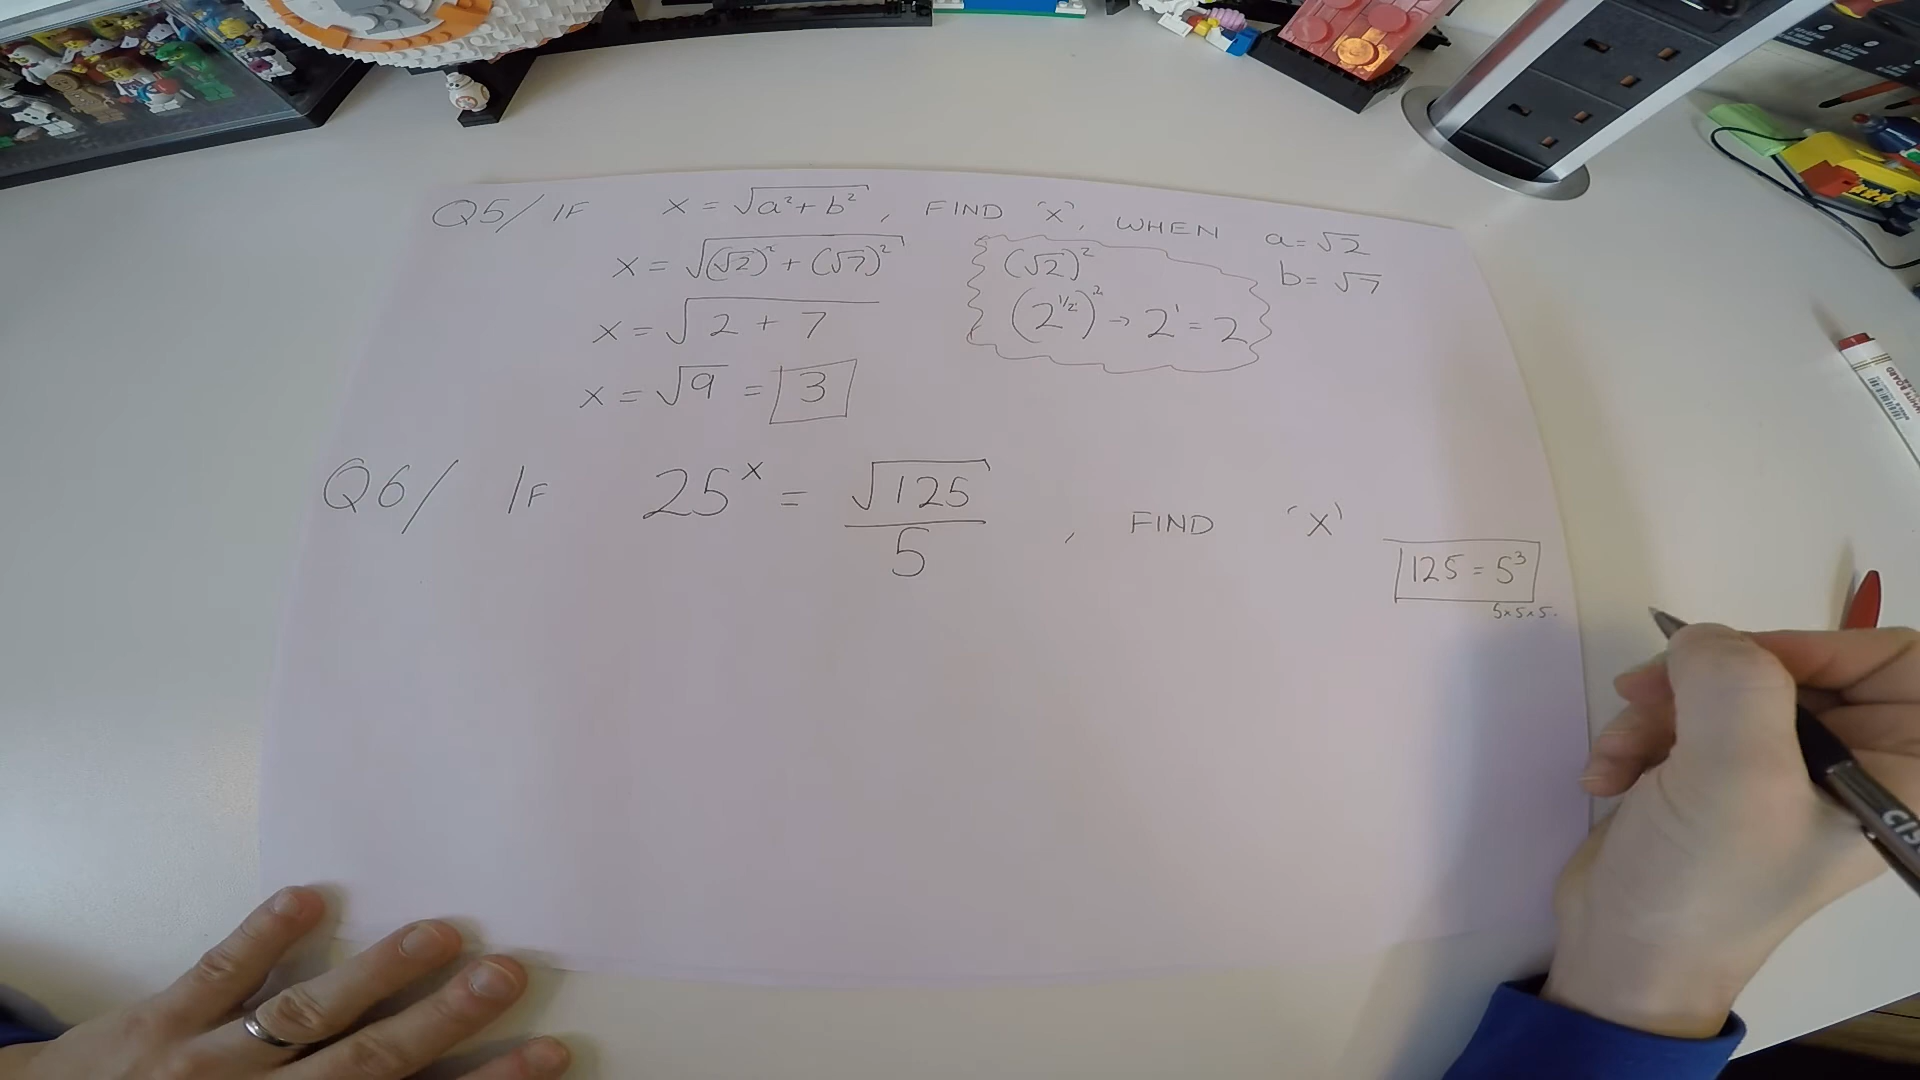 Q5/ IF x = √a²+b² , FIND 'x', WHEN a = √2
b = √7
x = √(√2)² + (√7)²
x = √2 + 7
x = √9 = 3
(√2)²
(2^½)² → 2¹ = 2
Q6/ IF 25ˣ = √125 / 5 , FIND 'X'
125 = 5³
5×5×5.